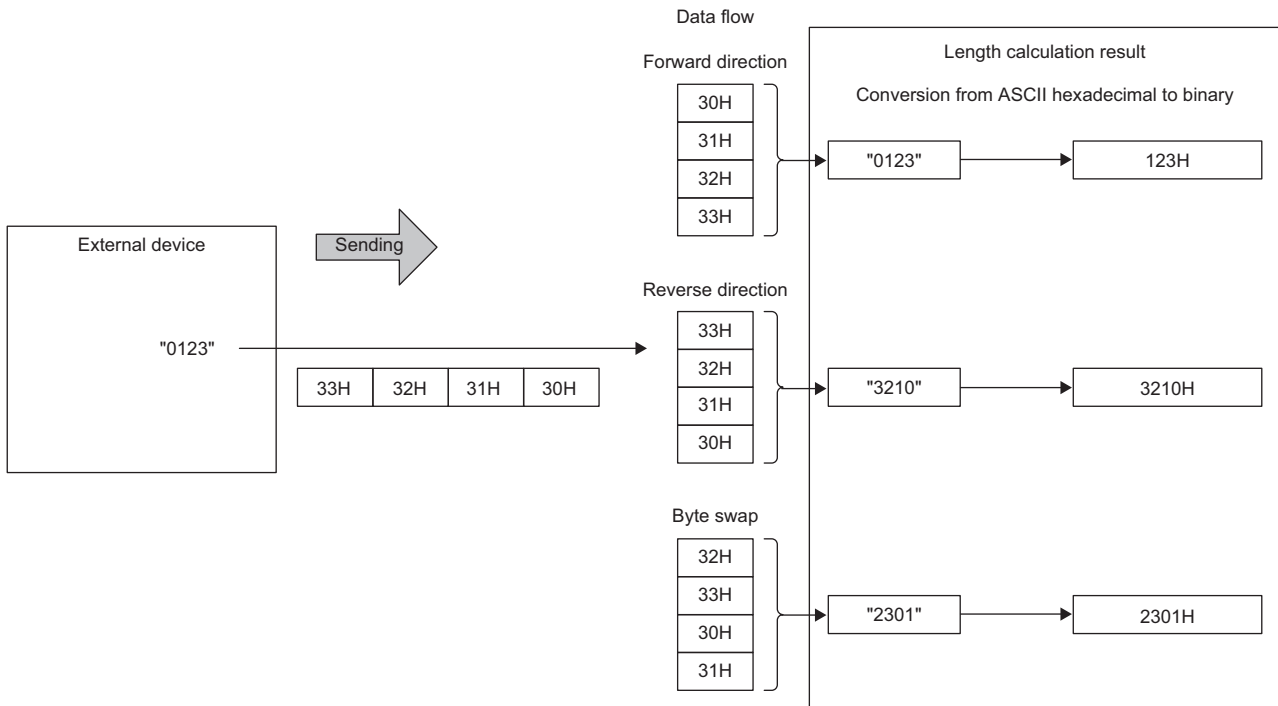 Data flow
Length calculation result
Conversion from ASCII hexadecimal to binary
Forward direction
30H
31H
32H
33H
"0123"
123H
External device
Sending
"0123"
33H 32H 31H 30H
Reverse direction
33H
32H
31H
30H
"3210"
3210H
Byte swap
32H
33H
30H
31H
"2301"
2301H